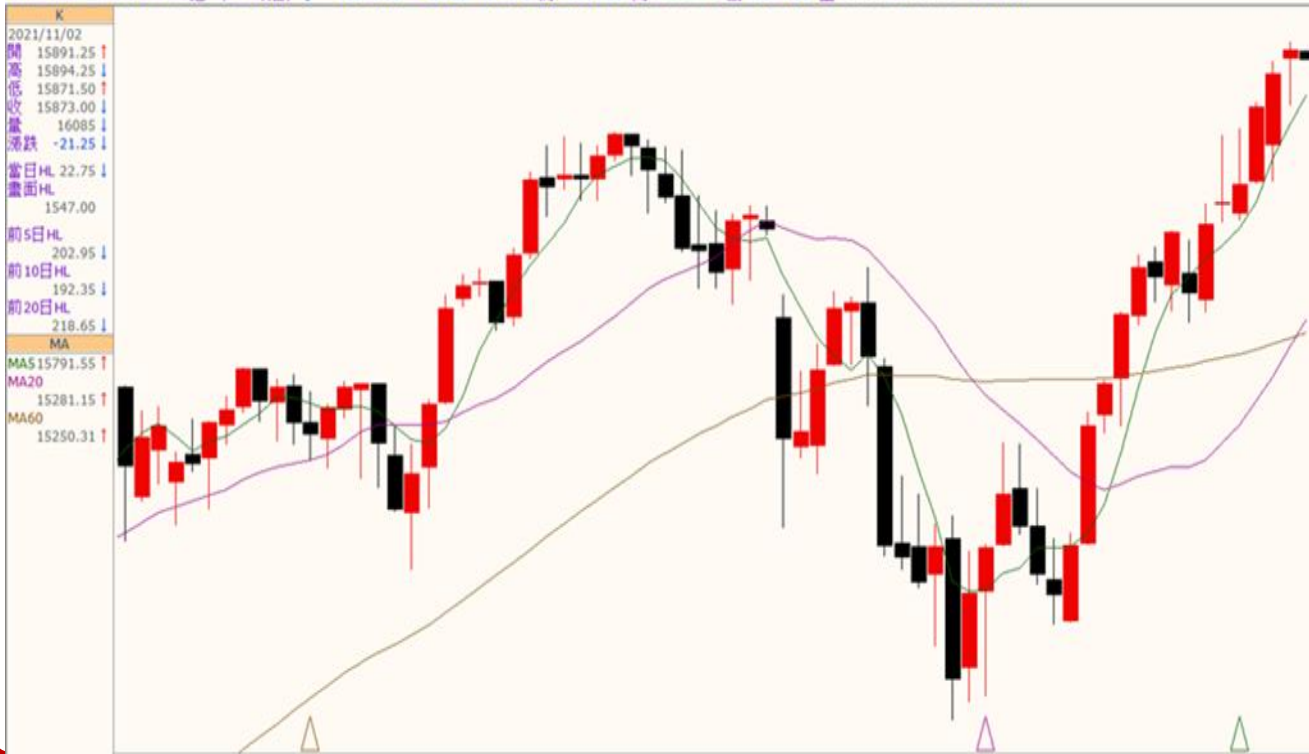 K
2021/11/02
開 15891.25 ↑
高 15894.25 ↓
低 15871.50 ↑
收 15873.00 ↓
量 16085 ↓
漲跌 -21.25 ↓
當日HL 22.75 ↓
畫面HL
1547.00
前5日HL
202.95 ↓
前10日HL
192.35 ↓
前20日HL
218.65 ↓
MA
MA5 15791.55 ↑
MA20
15281.15 ↑
MA60
15250.31 ↑